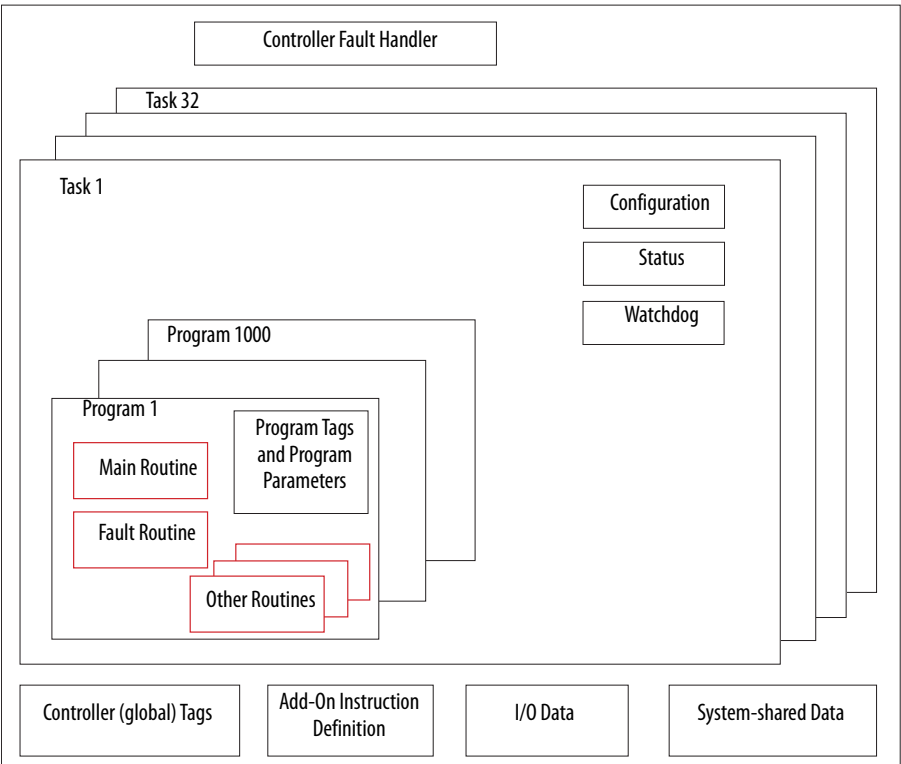 Controller Fault Handler
Task 32
Task 1
Configuration
Status
Watchdog
Program 1000
Program 1
Program Tags
and Program
Parameters
Main Routine
Fault Routine
Other Routines
Controller (global) Tags
Add-On Instruction
Definition
I/O Data
System-shared Data